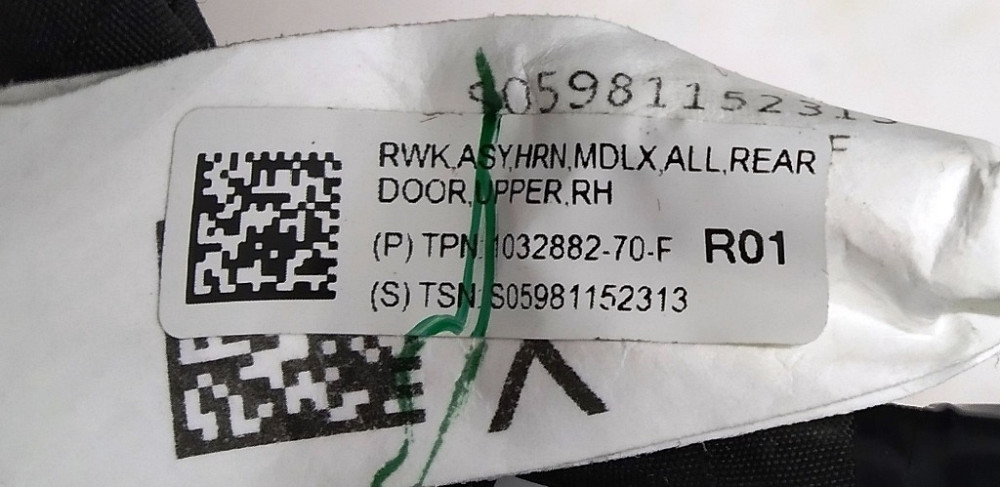 S05981152313
RWK,ASY,HRN,MDLX,ALL,REAR
DOOR,UPPER,RH
(P) TPN: 1032882-70-F R01
(S) TSN: S05981152313